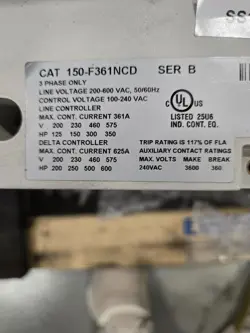 SS
CAT 150-F361NCD SER B
3 PHASE ONLY
LINE VOLTAGE 200-600 VAC, 50/60Hz
CONTROL VOLTAGE 100-240 VAC
LINE CONTROLLER
MAX. CONT. CURRENT 361A
V 200 230 460 575
HP 125 150 300 350
DELTA CONTROLLER
MAX. CONT. CURRENT 625A
V 200 230 460 575
HP 200 250 500 600
C UL US
LISTED 25U6
IND. CONT. EQ.
TRIP RATING IS 117% OF FLA
AUXILIARY CONTACT RATINGS
MAX. VOLTS MAKE BREAK
240VAC 3600 360